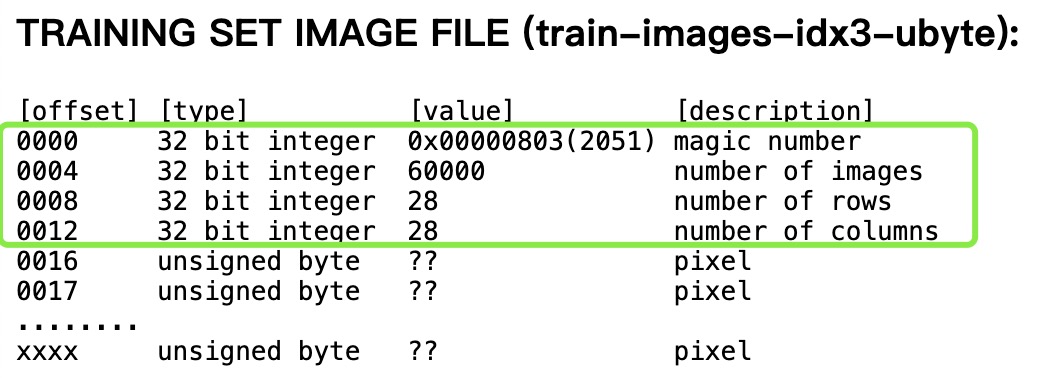 TRAINING SET IMAGE FILE (train-images-idx3-ubyte):
[offset] [type] [value] [description]
0000 32 bit integer 0x00000803(2051) magic number
0004 32 bit integer 60000 number of images
0008 32 bit integer 28 number of rows
0012 32 bit integer 28 number of columns
0016 unsigned byte ?? pixel
0017 unsigned byte ?? pixel
........
xxxx unsigned byte ?? pixel